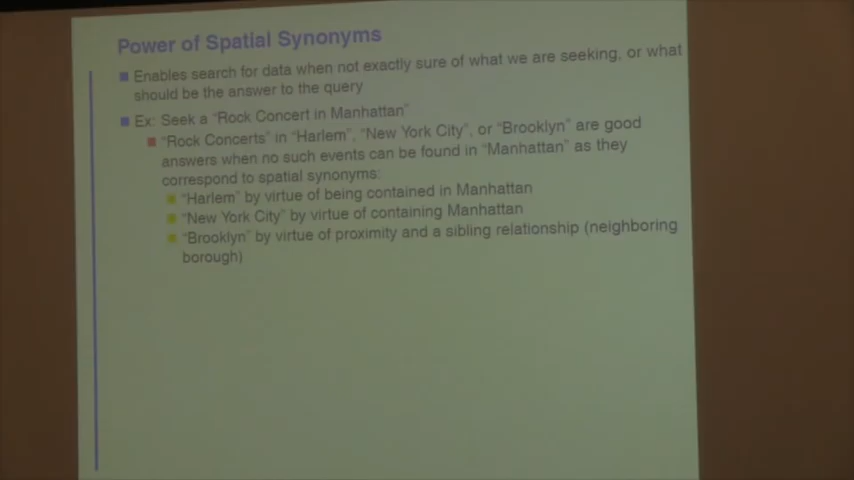 Power of Spatial Synonyms
Enables search for data when not exactly sure of what we are seeking, or what
should be the answer to the query
Ex: Seek a “Rock Concert in Manhattan”
“Rock Concerts” in “Harlem”, “New York City”, or “Brooklyn” are good
answers when no such events can be found in “Manhattan” as they
correspond to spatial synonyms:
“Harlem” by virtue of being contained in Manhattan
“New York City” by virtue of containing Manhattan
“Brooklyn” by virtue of proximity and a sibling relationship (neighboring
borough)